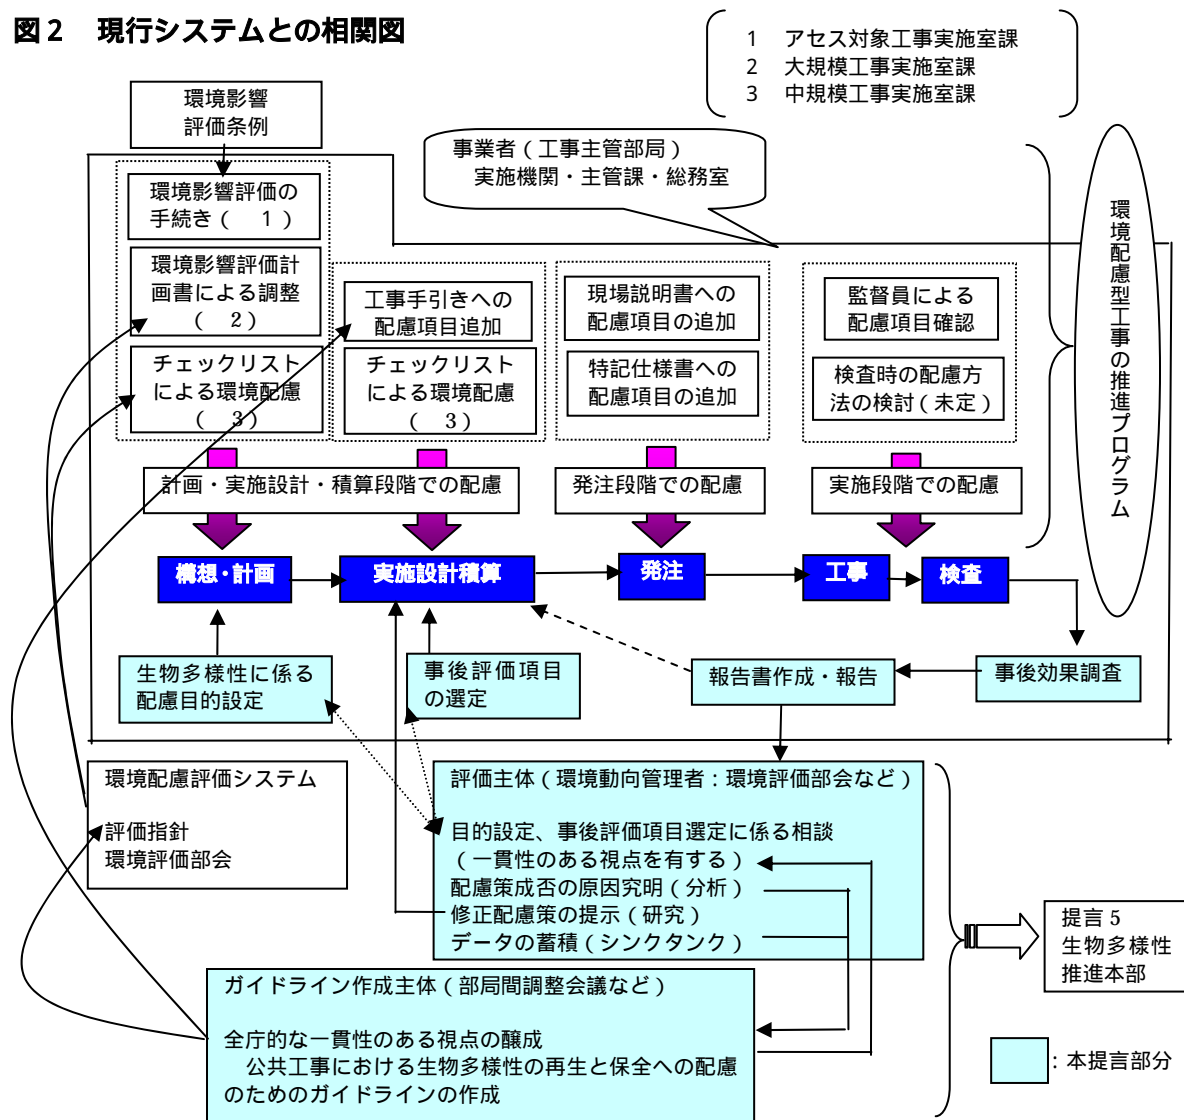 図2　現行システムとの相関図
1　アセス対象工事実施室課
2　大規模工事実施室課
3　中規模工事実施室課
環境影響
評価条例
事業者（工事主管部局）
実施機関・主管課・総務室
環境影響評価の
手続き（　1）
環境影響評価計
画書による調整
（　2）
チェックリスト
による環境配慮
（　3）
工事手引きへの
配慮項目追加
チェックリスト
による環境配慮
（　3）
現場説明書への
配慮項目の追加
特記仕様書への
配慮項目の追加
監督員による
配慮項目確認
検査時の配慮方
法の検討（未定）
環境配慮型工事の推進プログラム
計画・実施設計・積算段階での配慮
発注段階での配慮
実施段階での配慮
構想・計画
実施設計積算
発注
工事
検査
生物多様性に係る
配慮目的設定
事後評価項目
の選定
報告書作成・報告
事後効果調査
環境配慮評価システム
評価指針
環境評価部会
評価主体（環境動向管理者：環境評価部会など）
目的設定、事後評価項目選定に係る相談
（一貫性のある視点を有する）
配慮策成否の原因究明（分析）
修正配慮策の提示（研究）
データの蓄積（シンクタンク）
提言5
生物多様性
推進本部
ガイドライン作成主体（部局間調整会議など）
全庁的な一貫性のある視点の醸成
公共工事における生物多様性の再生と保全への配慮
のためのガイドラインの作成
：本提言部分